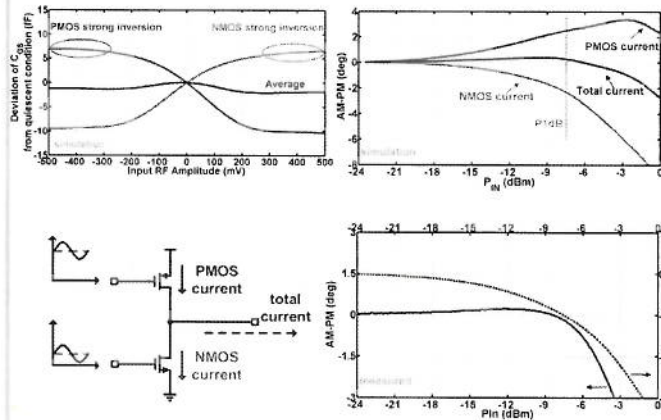 PMOS strong inversion
NMOS strong inversion
Average
simulation
Deviation of C_GS
from quiescent condition (fF)
15
10
5
0
-5
-10
-15
-500 -400 -300 -200 -100 0 100 200 300 400 500
Input RF Amplitude (mV)
AM-PM (deg)
4
2
0
-2
-4
-6
PMOS current
Total current
NMOS current
P1dB
simulation
-24 -21 -18 -15 -12 -9 -6 -3 0
P_IN (dBm)
PMOS
current
total
current
NMOS
current
-24 -21 -18 -15 -12 -9 -6 -3 0
AM-PM (deg)
3
1.5
0
-1.5
-3
measured
-24 -21 -18 -15 -12 -9 -6 -3 0
Pin (dBm)